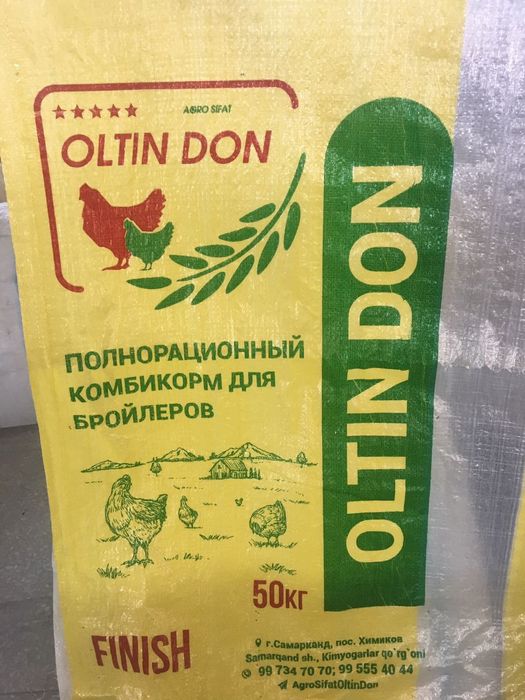 AGRO SIFAT
OLTIN DON
ПОЛНОРАЦИОННЫЙ
КОМБИКОРМ ДЛЯ
БРОЙЛЕРОВ
50КГ
FINISH
г.Самарканд, пос. Химиков
Samarqand sh., Kimyogarlar qo`rg`oni
99 734 70 70; 99 555 40 44
AgroSifatOltinDon
OLTIN DON